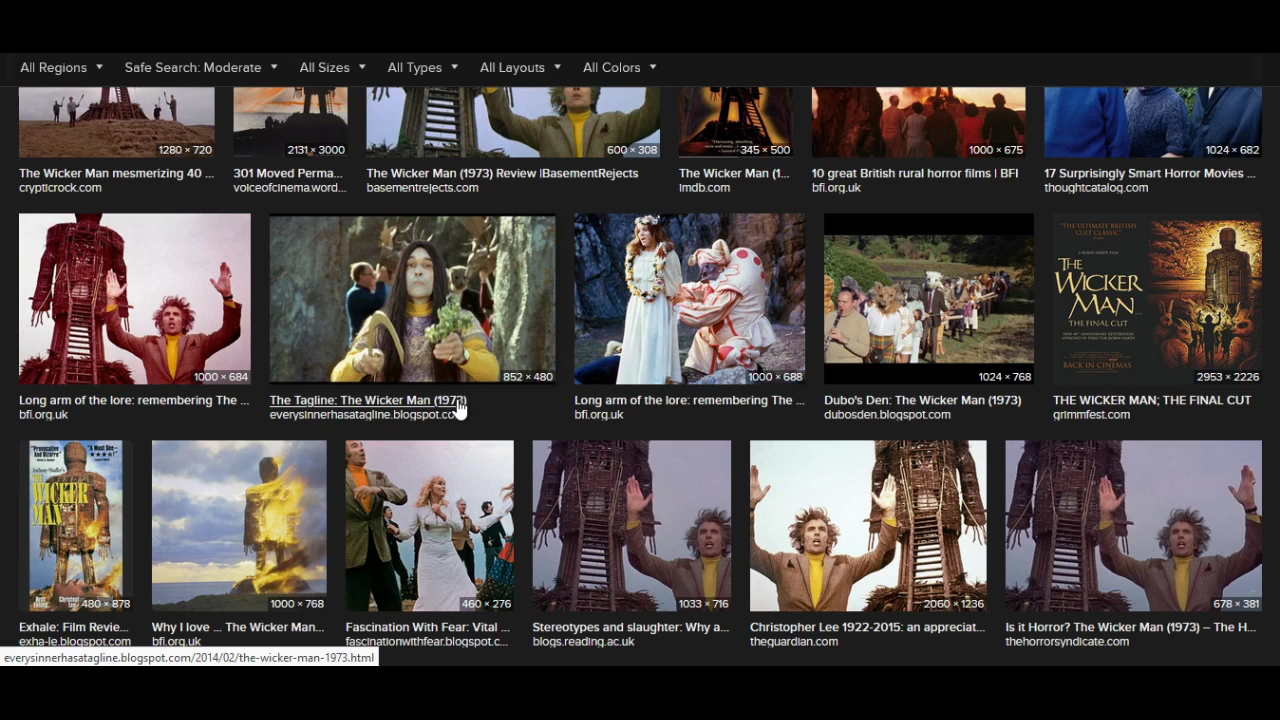 All Regions
Safe Search: Moderate
All Sizes
All Types
All Layouts
All Colors
1280 × 720
2131 × 3000
600 × 308
345 × 500
1000 × 675
1024 × 682
The Wicker Man mesmerizing 40 ...
301 Moved Perma...
The Wicker Man (1973) Review |BasementRejects
The Wicker Man (1...
10 great British rural horror films | BFI
17 Surprisingly Smart Horror Movies ...
crypticrock.com
voiceofcinema.word...
basementrejects.com
imdb.com
bfi.org.uk
thoughtcatalog.com
THE WICKER MAN
THE FINAL CUT
BACK IN CINEMAS
1000 × 684
852 × 480
1000 × 688
1024 × 768
2953 × 2226
Long arm of the lore: remembering The ...
The Tagline: The Wicker Man (1973)
Long arm of the lore: remembering The ...
Dubo's Den: The Wicker Man (1973)
THE WICKER MAN; THE FINAL CUT
bfi.org.uk
everysinnerhasatagline.blogspot.co
bfi.org.uk
dubosden.blogspot.com
grimmfest.com
THE WICKER MAN
480 × 878
1000 × 768
460 × 276
1033 × 716
2060 × 1236
678 × 381
Exhale: Film Revie...
Why I love ... The Wicker Man...
Fascination With Fear: Vital ...
Stereotypes and slaughter: Why a...
Christopher Lee 1922-2015: an appreciat...
Is it Horror? The Wicker Man (1973) – The H...
exha-le.blogspot.com
bfi.org.uk
fascinationwithfear.blogspot.c...
blogs.reading.ac.uk
theguardian.com
thehorrorsyndicate.com
everysinnerhasatagline.blogspot.com/2014/02/the-wicker-man-1973.html